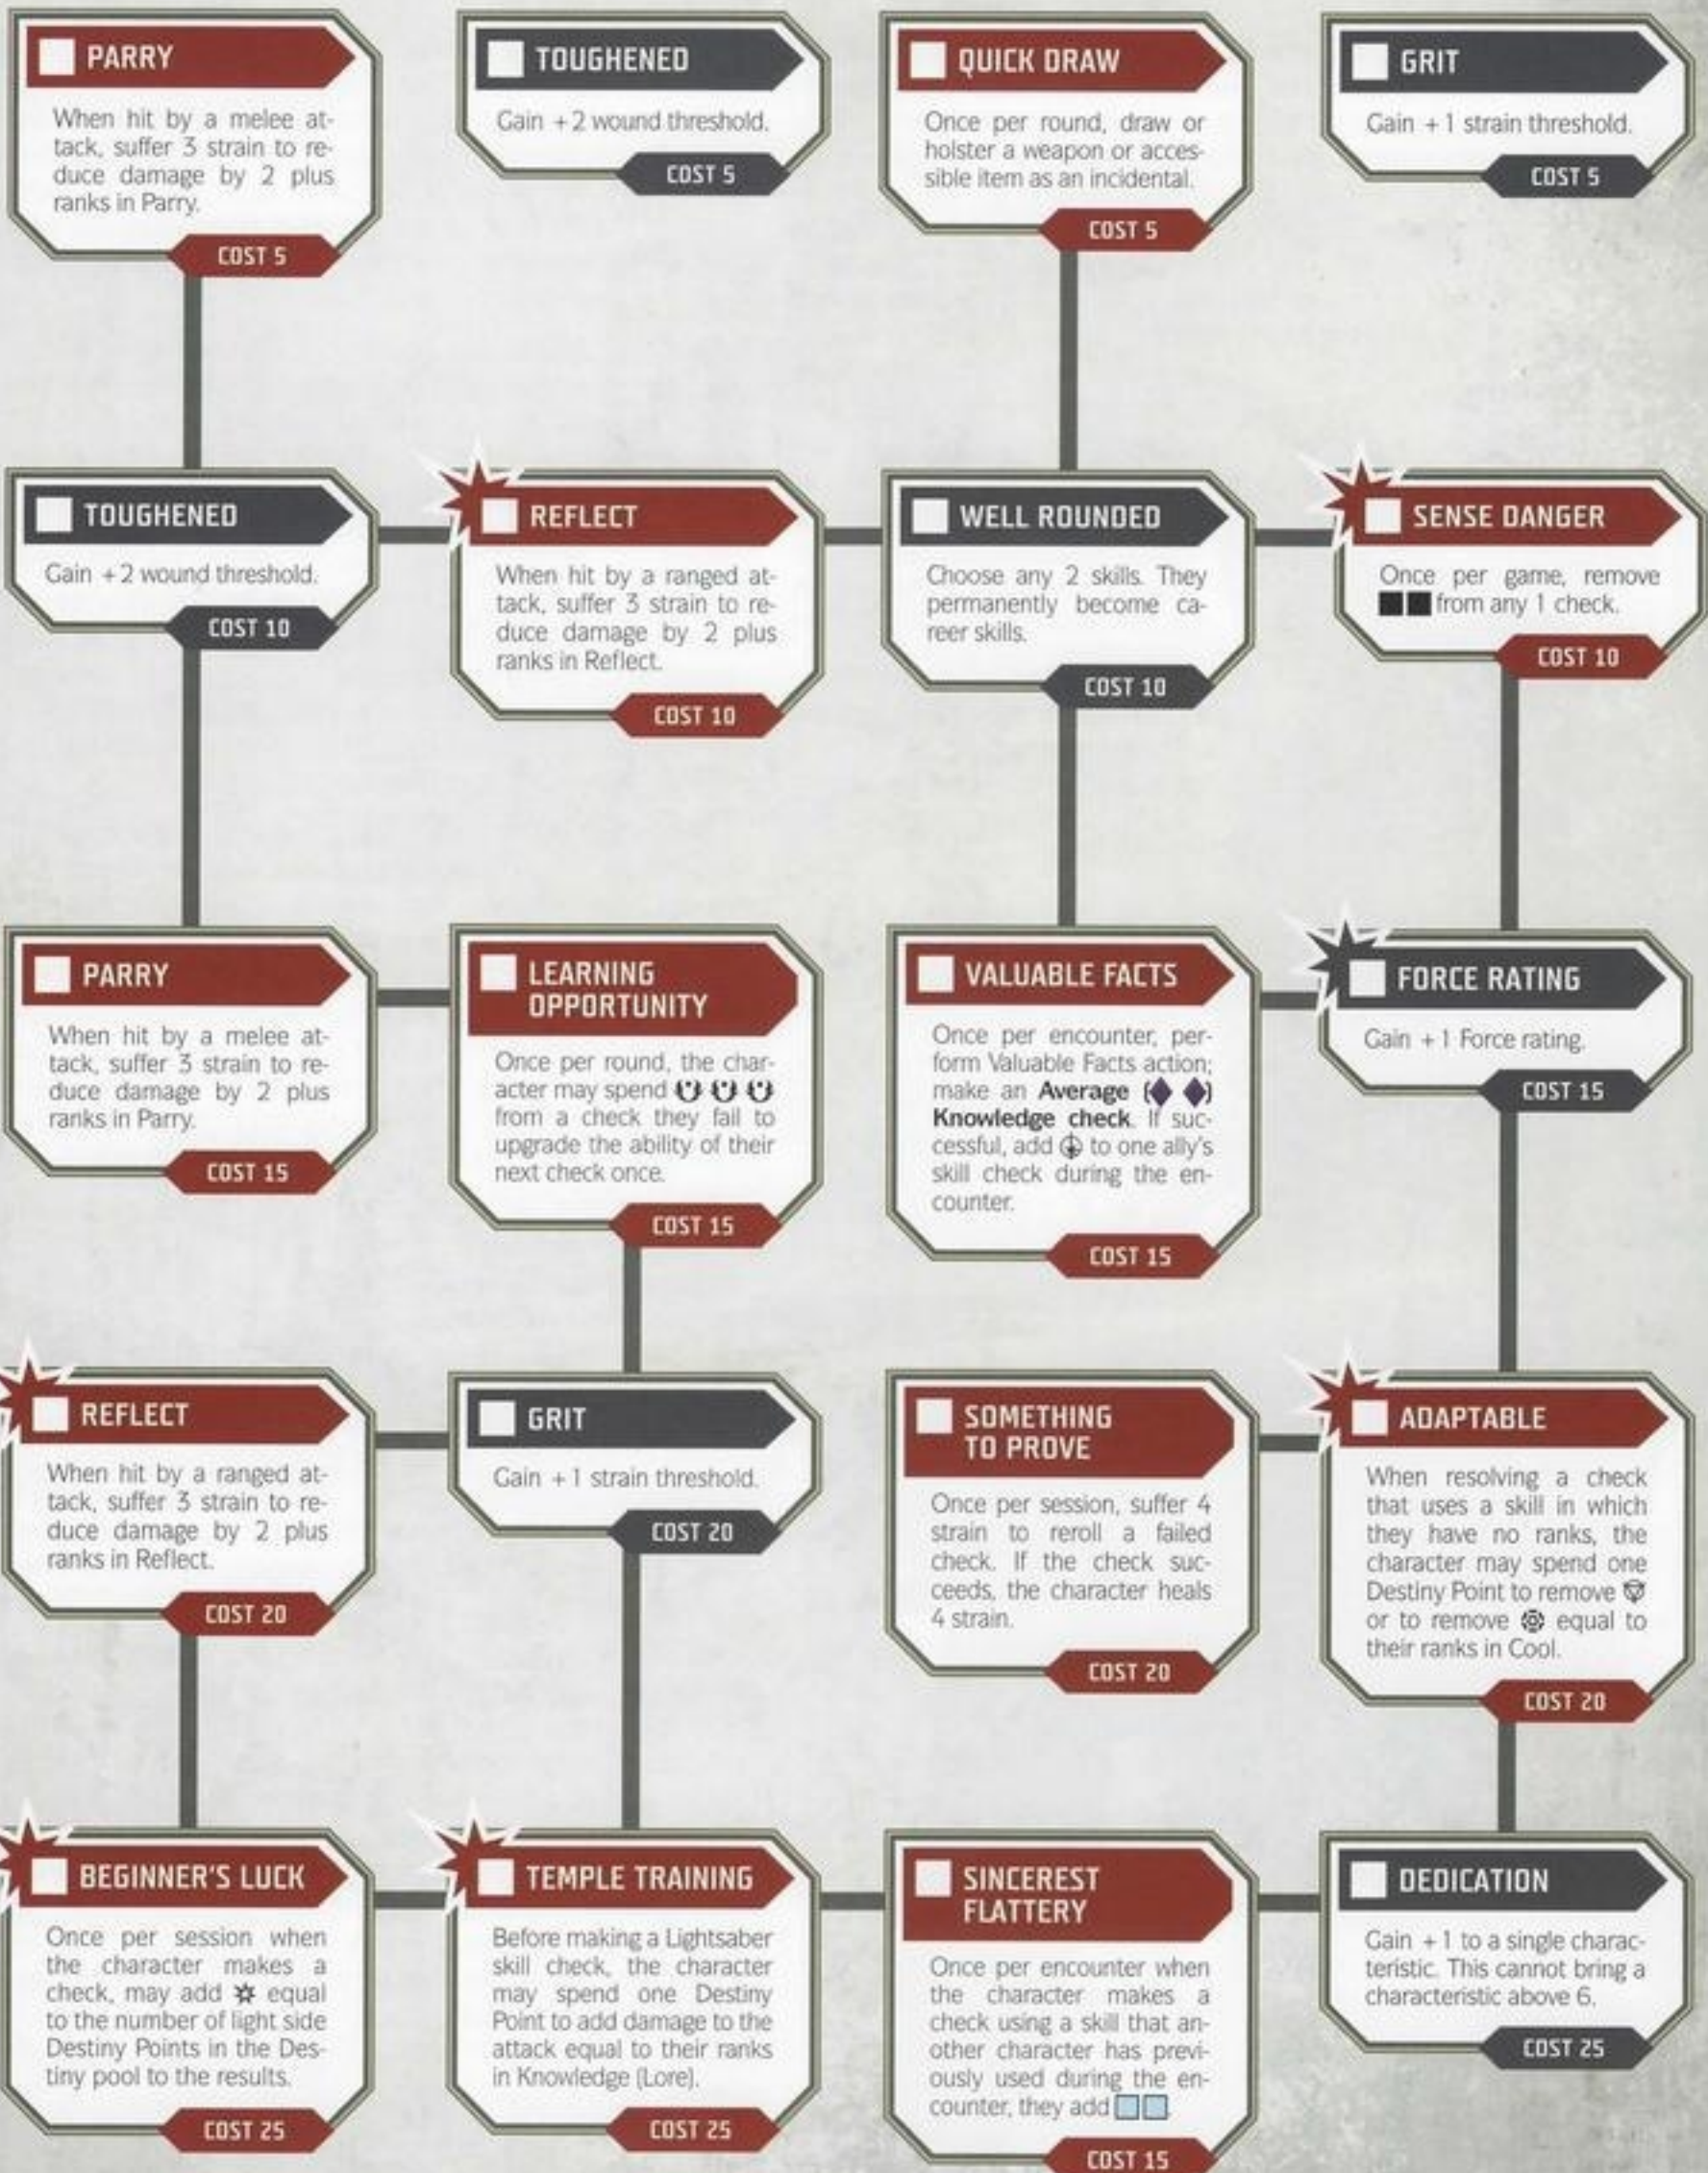 PARRY
When hit by a melee at-
tack, suffer 3 strain to re-
duce damage by 2 plus
ranks in Parry.
COST 5
TOUGHENED
Gain +2 wound threshold.
COST 5
QUICK DRAW
Once per round, draw or
holster a weapon or acces-
sible item as an incidental.
COST 5
GRIT
Gain +1 strain threshold.
COST 5
TOUGHENED
Gain +2 wound threshold.
COST 10
REFLECT
When hit by a ranged at-
tack, suffer 3 strain to re-
duce damage by 2 plus
ranks in Reflect.
COST 10
WELL ROUNDED
Choose any 2 skills. They
permanently become ca-
reer skills.
COST 10
SENSE DANGER
Once per game, remove
■■ from any 1 check.
COST 10
PARRY
When hit by a melee at-
tack, suffer 3 strain to re-
duce damage by 2 plus
ranks in Parry.
COST 15
LEARNING
OPPORTUNITY
Once per round, the char-
acter may spend
from a check they fail to
upgrade the ability of their
next check once.
COST 15
VALUABLE FACTS
Once per encounter, per-
form Valuable Facts action;
make an Average (◆ ◆)
Knowledge check. If suc-
cessful, add to one ally's
skill check during the en-
counter.
COST 15
FORCE RATING
Gain +1 Force rating.
COST 15
REFLECT
When hit by a ranged at-
tack, suffer 3 strain to re-
duce damage by 2 plus
ranks in Reflect.
COST 20
GRIT
Gain +1 strain threshold.
COST 20
SOMETHING
TO PROVE
Once per session, suffer 4
strain to reroll a failed
check. If the check suc-
ceeds, the character heals
4 strain.
COST 20
ADAPTABLE
When resolving a check
that uses a skill in which
they have no ranks, the
character may spend one
Destiny Point to remove
or to remove equal to
their ranks in Cool.
COST 20
BEGINNER'S LUCK
Once per session when
the character makes a
check, may add equal
to the number of light side
Destiny Points in the Des-
tiny pool to the results.
COST 25
TEMPLE TRAINING
Before making a Lightsaber
skill check, the character
may spend one Destiny
Point to add damage to the
attack equal to their ranks
in Knowledge (Lore).
COST 25
SINCEREST
FLATTERY
Once per encounter when
the character makes a
check using a skill that an-
other character has previ-
ously used during the en-
counter, they add □□.
COST 15
DEDICATION
Gain +1 to a single charac-
teristic. This cannot bring a
characteristic above 6.
COST 25